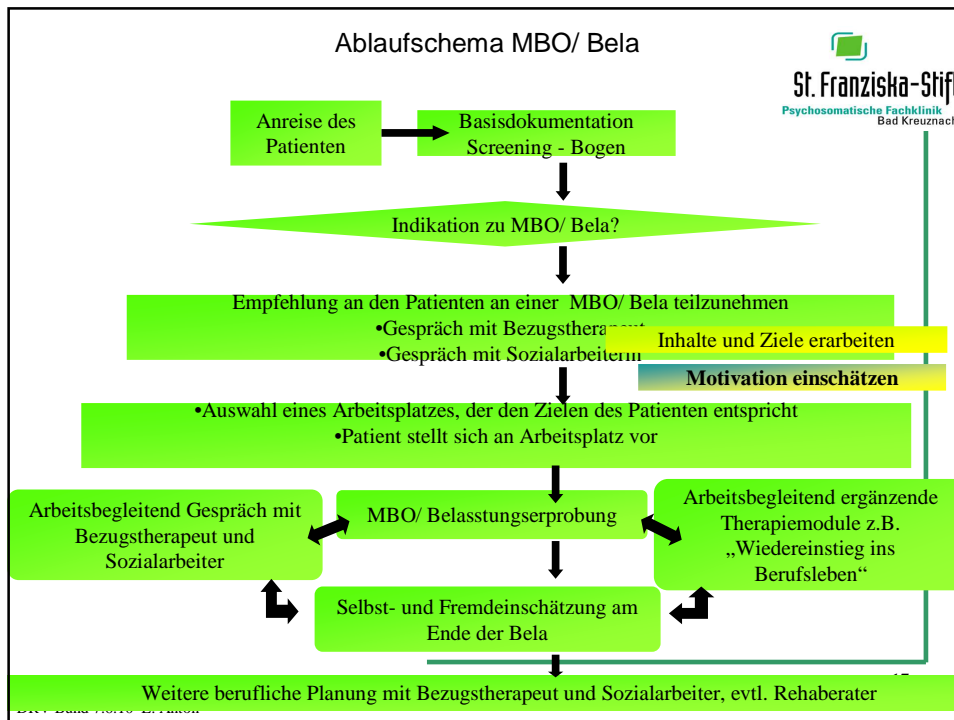 Ablaufschema MBO/ Bela
St. Franziska-Stift
Psychosomatische Fachklinik
Bad Kreuznach
Anreise des
Patienten
Basisdokumentation
Screening - Bogen
Indikation zu MBO/ Bela?
Empfehlung an den Patienten an einer MBO/ Bela teilzunehmen
•Gespräch mit Bezugstherapeut
•Gespräch mit Sozialarbeiterin
Inhalte und Ziele erarbeiten
Motivation einschätzen
•Auswahl eines Arbeitsplatzes, der den Zielen des Patienten entspricht
•Patient stellt sich an Arbeitsplatz vor
Arbeitsbegleitend Gespräch mit
Bezugstherapeut und
Sozialarbeiter
MBO/ Belasstungserprobung
Arbeitsbegleitend ergänzende
Therapiemodule z.B.
„Wiedereinstieg ins
Berufsleben“
Selbst- und Fremdeinschätzung am
Ende der Bela
Weitere berufliche Planung mit Bezugstherapeut und Sozialarbeiter, evtl. Rehaberater